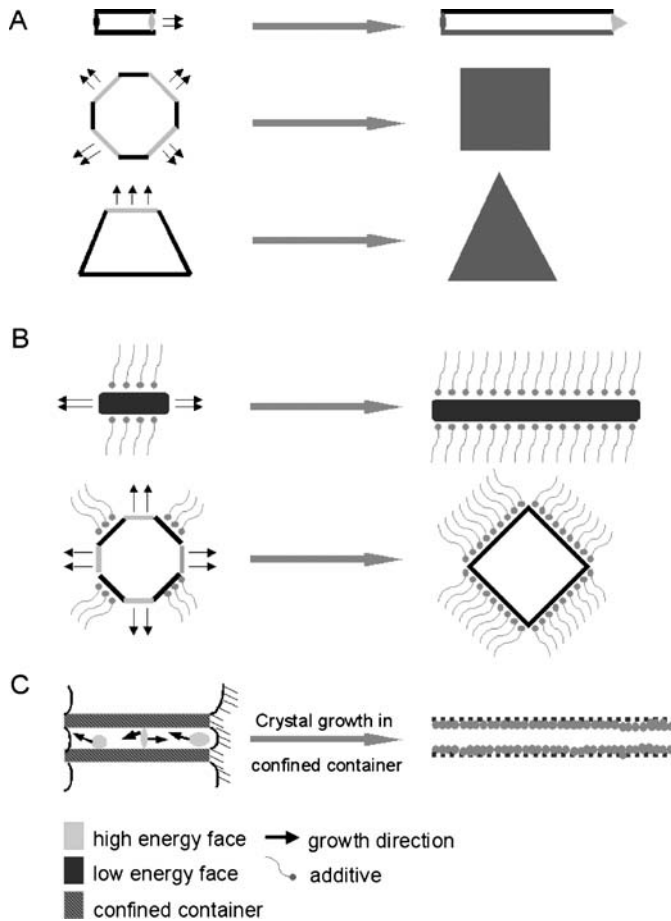 A
B
C
Crystal growth in
confined container
high energy face
growth direction
low energy face
additive
confined container